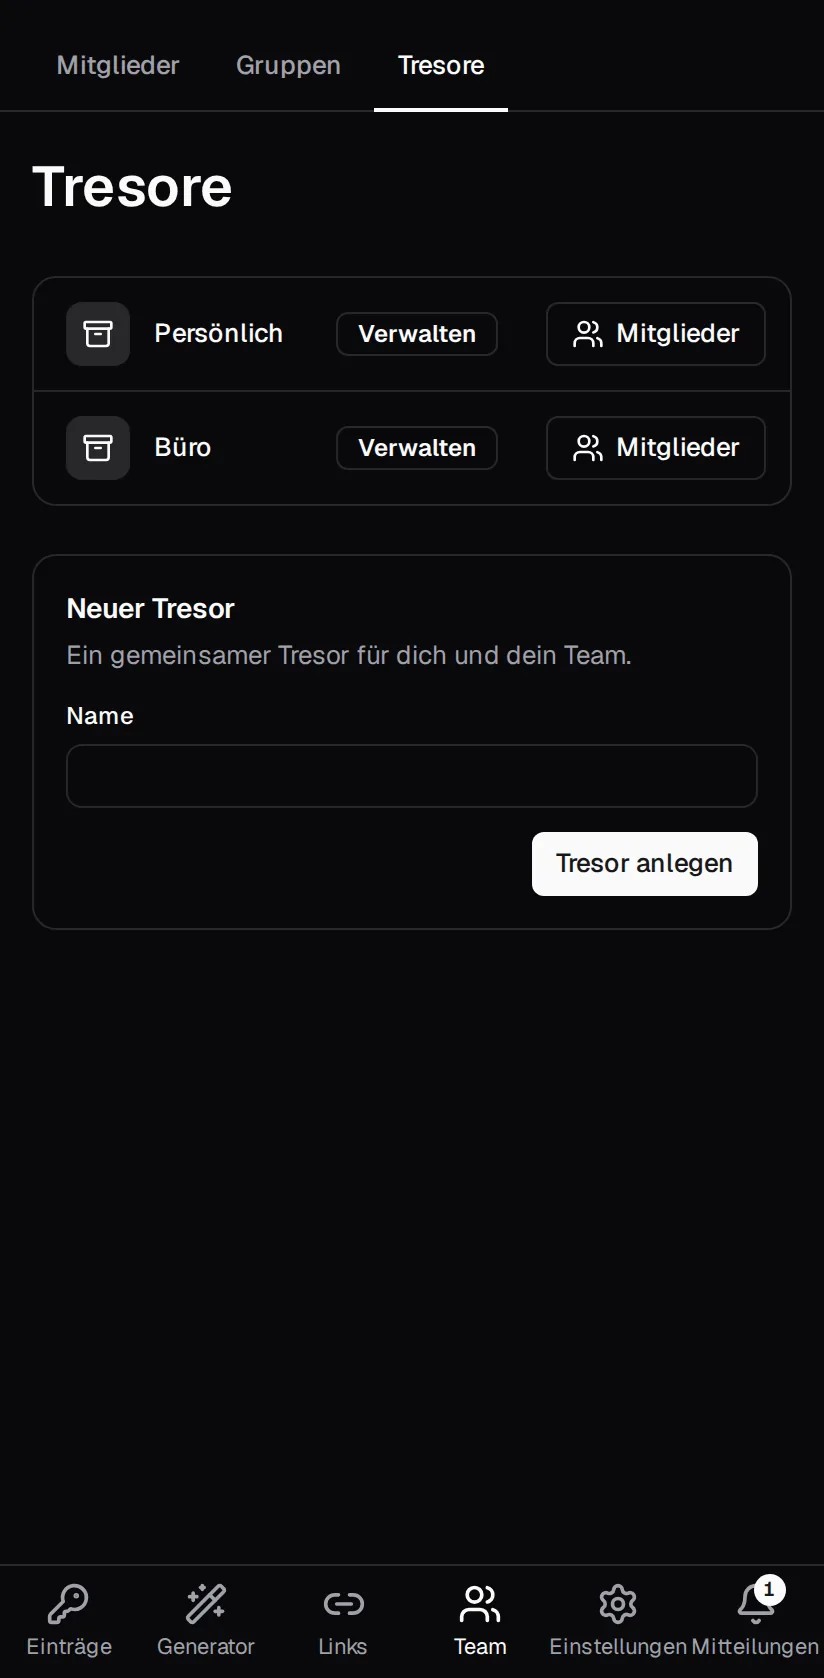 Mitglieder Gruppen Tresore
Tresore
Persönlich Verwalten Mitglieder
Büro Verwalten Mitglieder
Neuer Tresor
Ein gemeinsamer Tresor für dich und dein Team.
Name
Tresor anlegen
1
Einträge Generator Links Team Einstellungen Mitteilungen